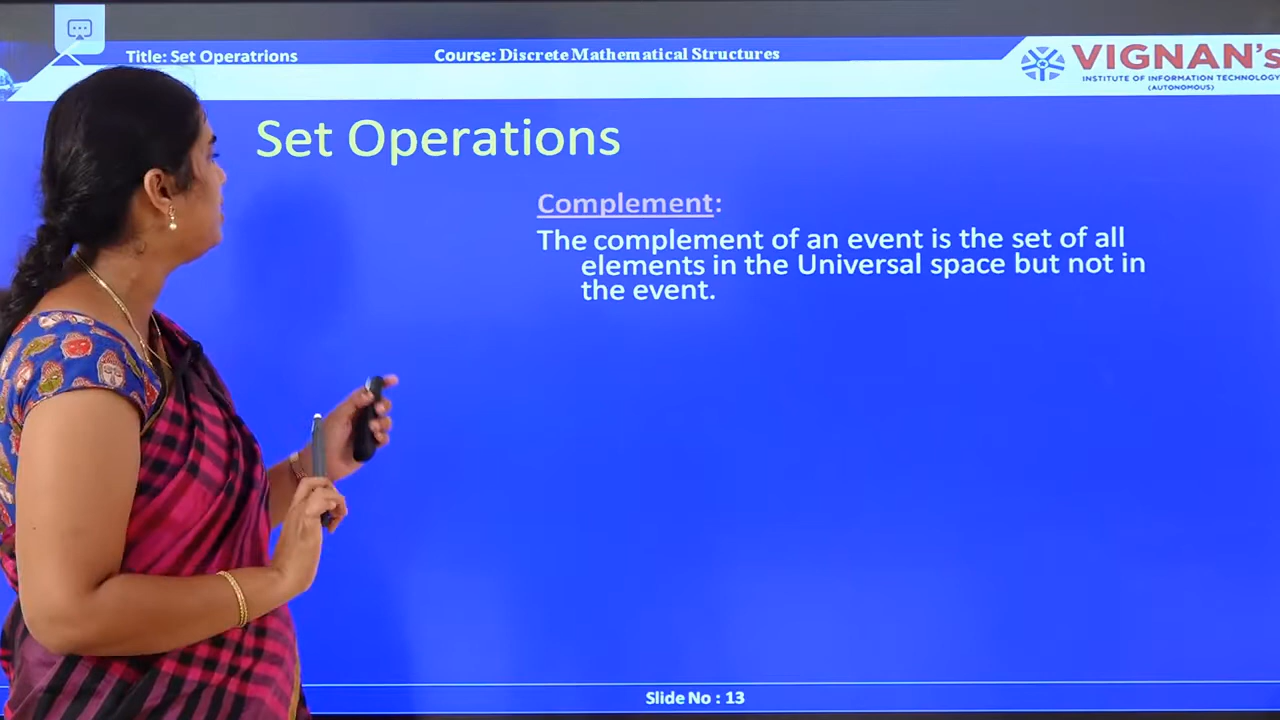 Title: Set Operatrions
Course: Discrete Mathematical Structures
VIGNAN's
INSTITUTE OF INFORMATION TECHNOLOGY
(AUTONOMOUS)
Set Operations
Complement:
The complement of an event is the set of all
elements in the Universal space but not in
the event.
Slide No : 13